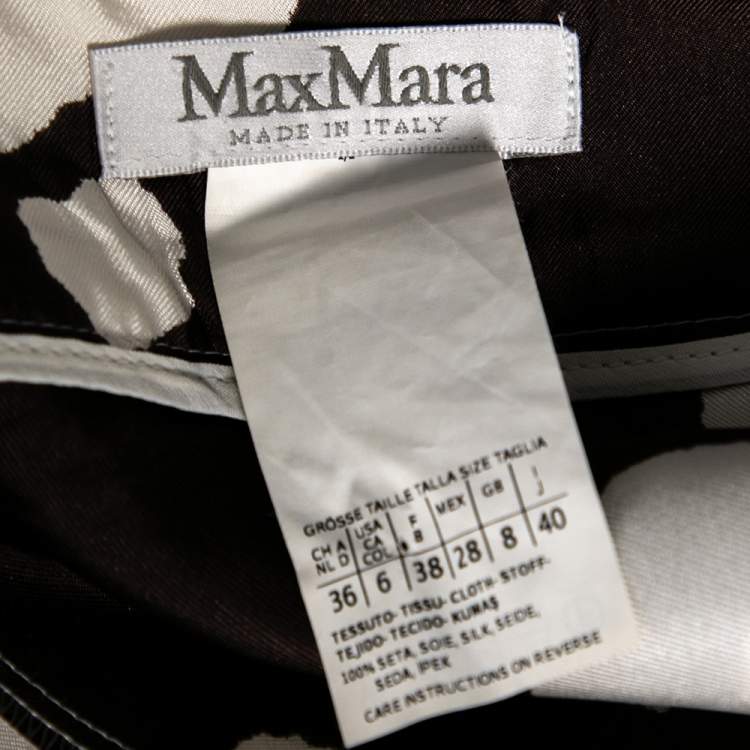 MaxMara
MADE IN ITALY
GRÖSSE TAILLE TALLA SIZE TAGLIA
CH A USA F MEX GB I
NL D CA B J
COL
36 6 38 28 8 40
TESSUTO- TISSU- CLOTH- STOFF-
TEJIDO- TECIDO- KUMAŞ
100% SETA, SOIE, SILK, SEIDE,
SEDA, IPEK
CARE INSTRUCTIONS ON REVERSE